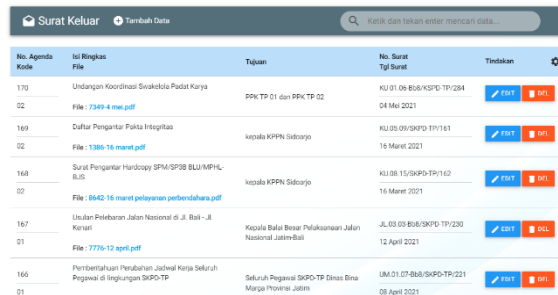 Surat Keluar Tambah Data Ketik dan tekan enter mencari data...
No. Agenda Isi Ringkas Tujuan No. Surat Tindakan
Kode File Tgl Surat
170 Undangan Koordinasi Swakelola Padat Karya PPK TP 01 dan PPK TP 02 KU.01.06-Bb8/KSPD-TP/284 EDIT DEL
02 File : 7349-4 mei.pdf 04 Mei 2021
169 Daftar Pengantar Pakta Integritas kepala KPPN Sidoarjo KU.05.09/SKPD-TP/161 EDIT DEL
02 File : 1386-16 maret.pdf 16 Maret 2021
168 Surat Pengantar Hardcopy SPM/SP3B BLU/MPHL-
BJS kepala KPPN Sidoarjo KU.08.15/SKPD-TP/162 EDIT DEL
02 File : 8642-16 maret pelayanan perbendahara.pdf 16 Maret 2021
167 Usulan Pelebaran Jalan Nasional di Jl. Bali - Jl.
Kenari Kepala Balai Besar Pelaksanaan Jalan
Nasional Jatim-Bali JL.03.03-Bb8/SKPD-TP/230 EDIT DEL
01 File : 7776-12 april.pdf 12 April 2021
166 Pemberitahuan Perubahan Jadwal Kerja Seluruh
Pegawai di lingkungan SKPD-TP Seluruh Pegawai SKPD-TP Dinas Bina
Marga Provinsi Jatim UM.01.07-Bb8/SKPD-TP/221 EDIT DEL
01 08 April 2021